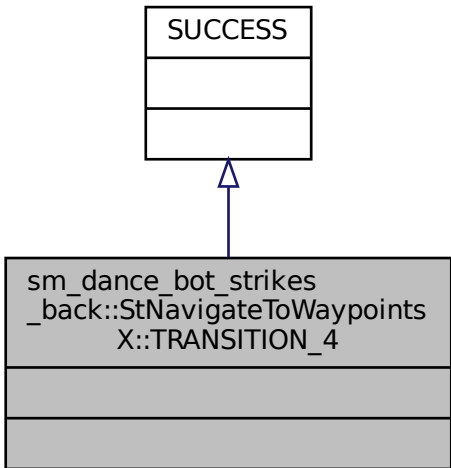 SUCCESS
sm_dance_bot_strikes
_back::StNavigateToWaypoints
X::TRANSITION_4